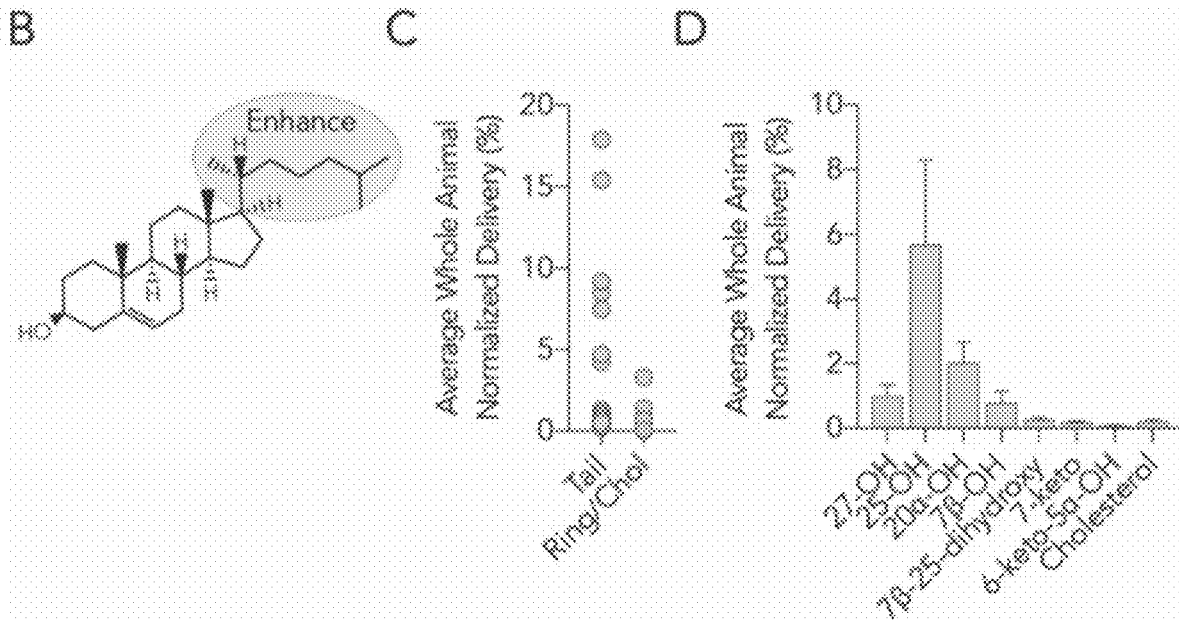 B
Enhance
H
H
H
H
H
HO
C
Average Whole Animal
Normalized Delivery (%)
20
15
10
5
0
Tail
Ring/Chol
D
Average Whole Animal
Normalized Delivery (%)
10
8
6
4
2
0
27-OH
25-OH
20α-OH
7β-OH
7β-25-dihydroxy
7-keto
6-keto-5α-OH
Cholesterol